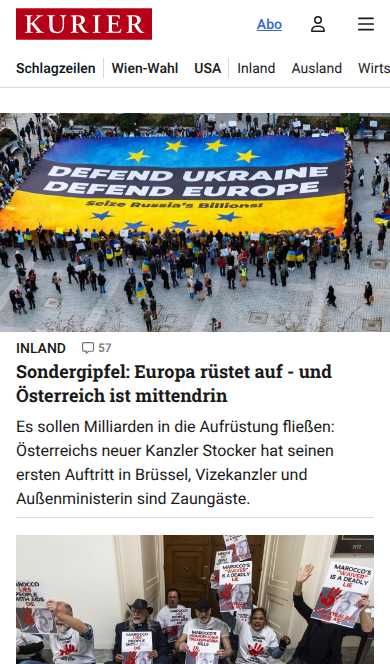 KURIER
Abo
Schlagzeilen Wien-Wahl USA Inland Ausland Wirts
DEFEND UKRAINE
DEFEND EUROPE
Seize Russia's Billions!
INLAND 57
Sondergipfel: Europa rüstet auf - und
Österreich ist mittendrin
Es sollen Milliarden in die Aufrüstung fließen:
Österreichs neuer Kanzler Stocker hat seinen
ersten Auftritt in Brüssel, Vizekanzler und
Außenministerin sind Zaungäste.
MAROCCO'S
"WAIVER"
IS A DEADLY
LIE